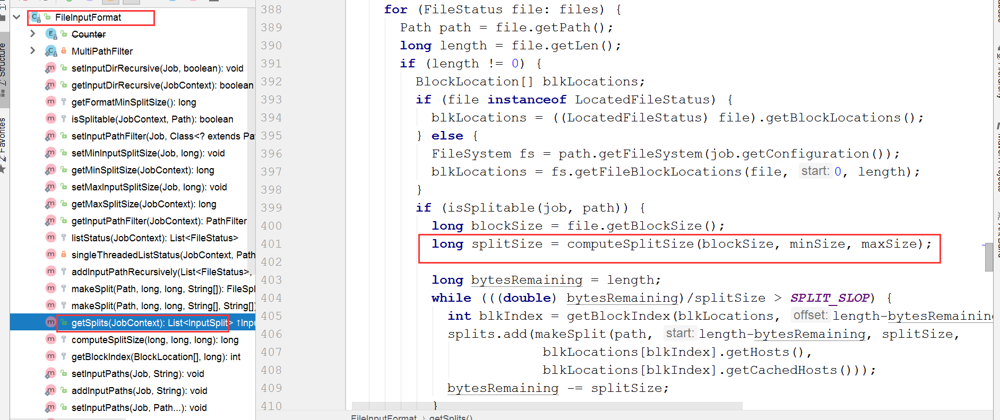 FileInputFormat
Counter
MultiPathFilter
setInputDirRecursive(Job, boolean): void
getInputDirRecursive(JobContext): boolean
getFormatMinSplitSize(): long
isSplitable(JobContext, Path): boolean
setInputPathFilter(Job, Class<? extends Pa
setMinInputSplitSize(Job, long): void
getMinSplitSize(JobContext): long
setMaxInputSplitSize(Job, long): void
getMaxSplitSize(JobContext): long
getInputPathFilter(JobContext): PathFilter
listStatus(JobContext): List<FileStatus>
singleThreadedListStatus(JobContext, Path
addInputPathRecursively(List<FileStatus>,
makeSplit(Path, long, long, String[]): FileSpl
makeSplit(Path, long, long, String[], String[])
getSplits(JobContext): List<InputSplit> ↑Inpu
computeSplitSize(long, long, long): long
getBlockIndex(BlockLocation[], long): int
setInputPaths(Job, String): void
addInputPaths(Job, String): void
setInputPaths(Job, Path...): void
7: Structure
2: Favorites
388 for (FileStatus file: files) {
389 Path path = file.getPath();
390 long length = file.getLen();
391 if (length != 0) {
392 BlockLocation[] blkLocations;
393 if (file instanceof LocatedFileStatus) {
394 blkLocations = ((LocatedFileStatus) file).getBlockLocations();
395 } else {
396 FileSystem fs = path.getFileSystem(job.getConfiguration());
397 blkLocations = fs.getFileBlockLocations(file, start: 0, length);
398 }
399 if (isSplitable(job, path)) {
400 long blockSize = file.getBlockSize();
401 long splitSize = computeSplitSize(blockSize, minSize, maxSize);
402
403 long bytesRemaining = length;
404 while (((double) bytesRemaining)/splitSize > SPLIT_SLOP) {
405 int blkIndex = getBlockIndex(blkLocations, offset: length-bytesRemaining
406 splits.add(makeSplit(path, start: length-bytesRemaining, splitSize,
407 blkLocations[blkIndex].getHosts(),
408 blkLocations[blkIndex].getCachedHosts()));
409 bytesRemaining -= splitSize;
410 }
FileInputFormat › getSplits()